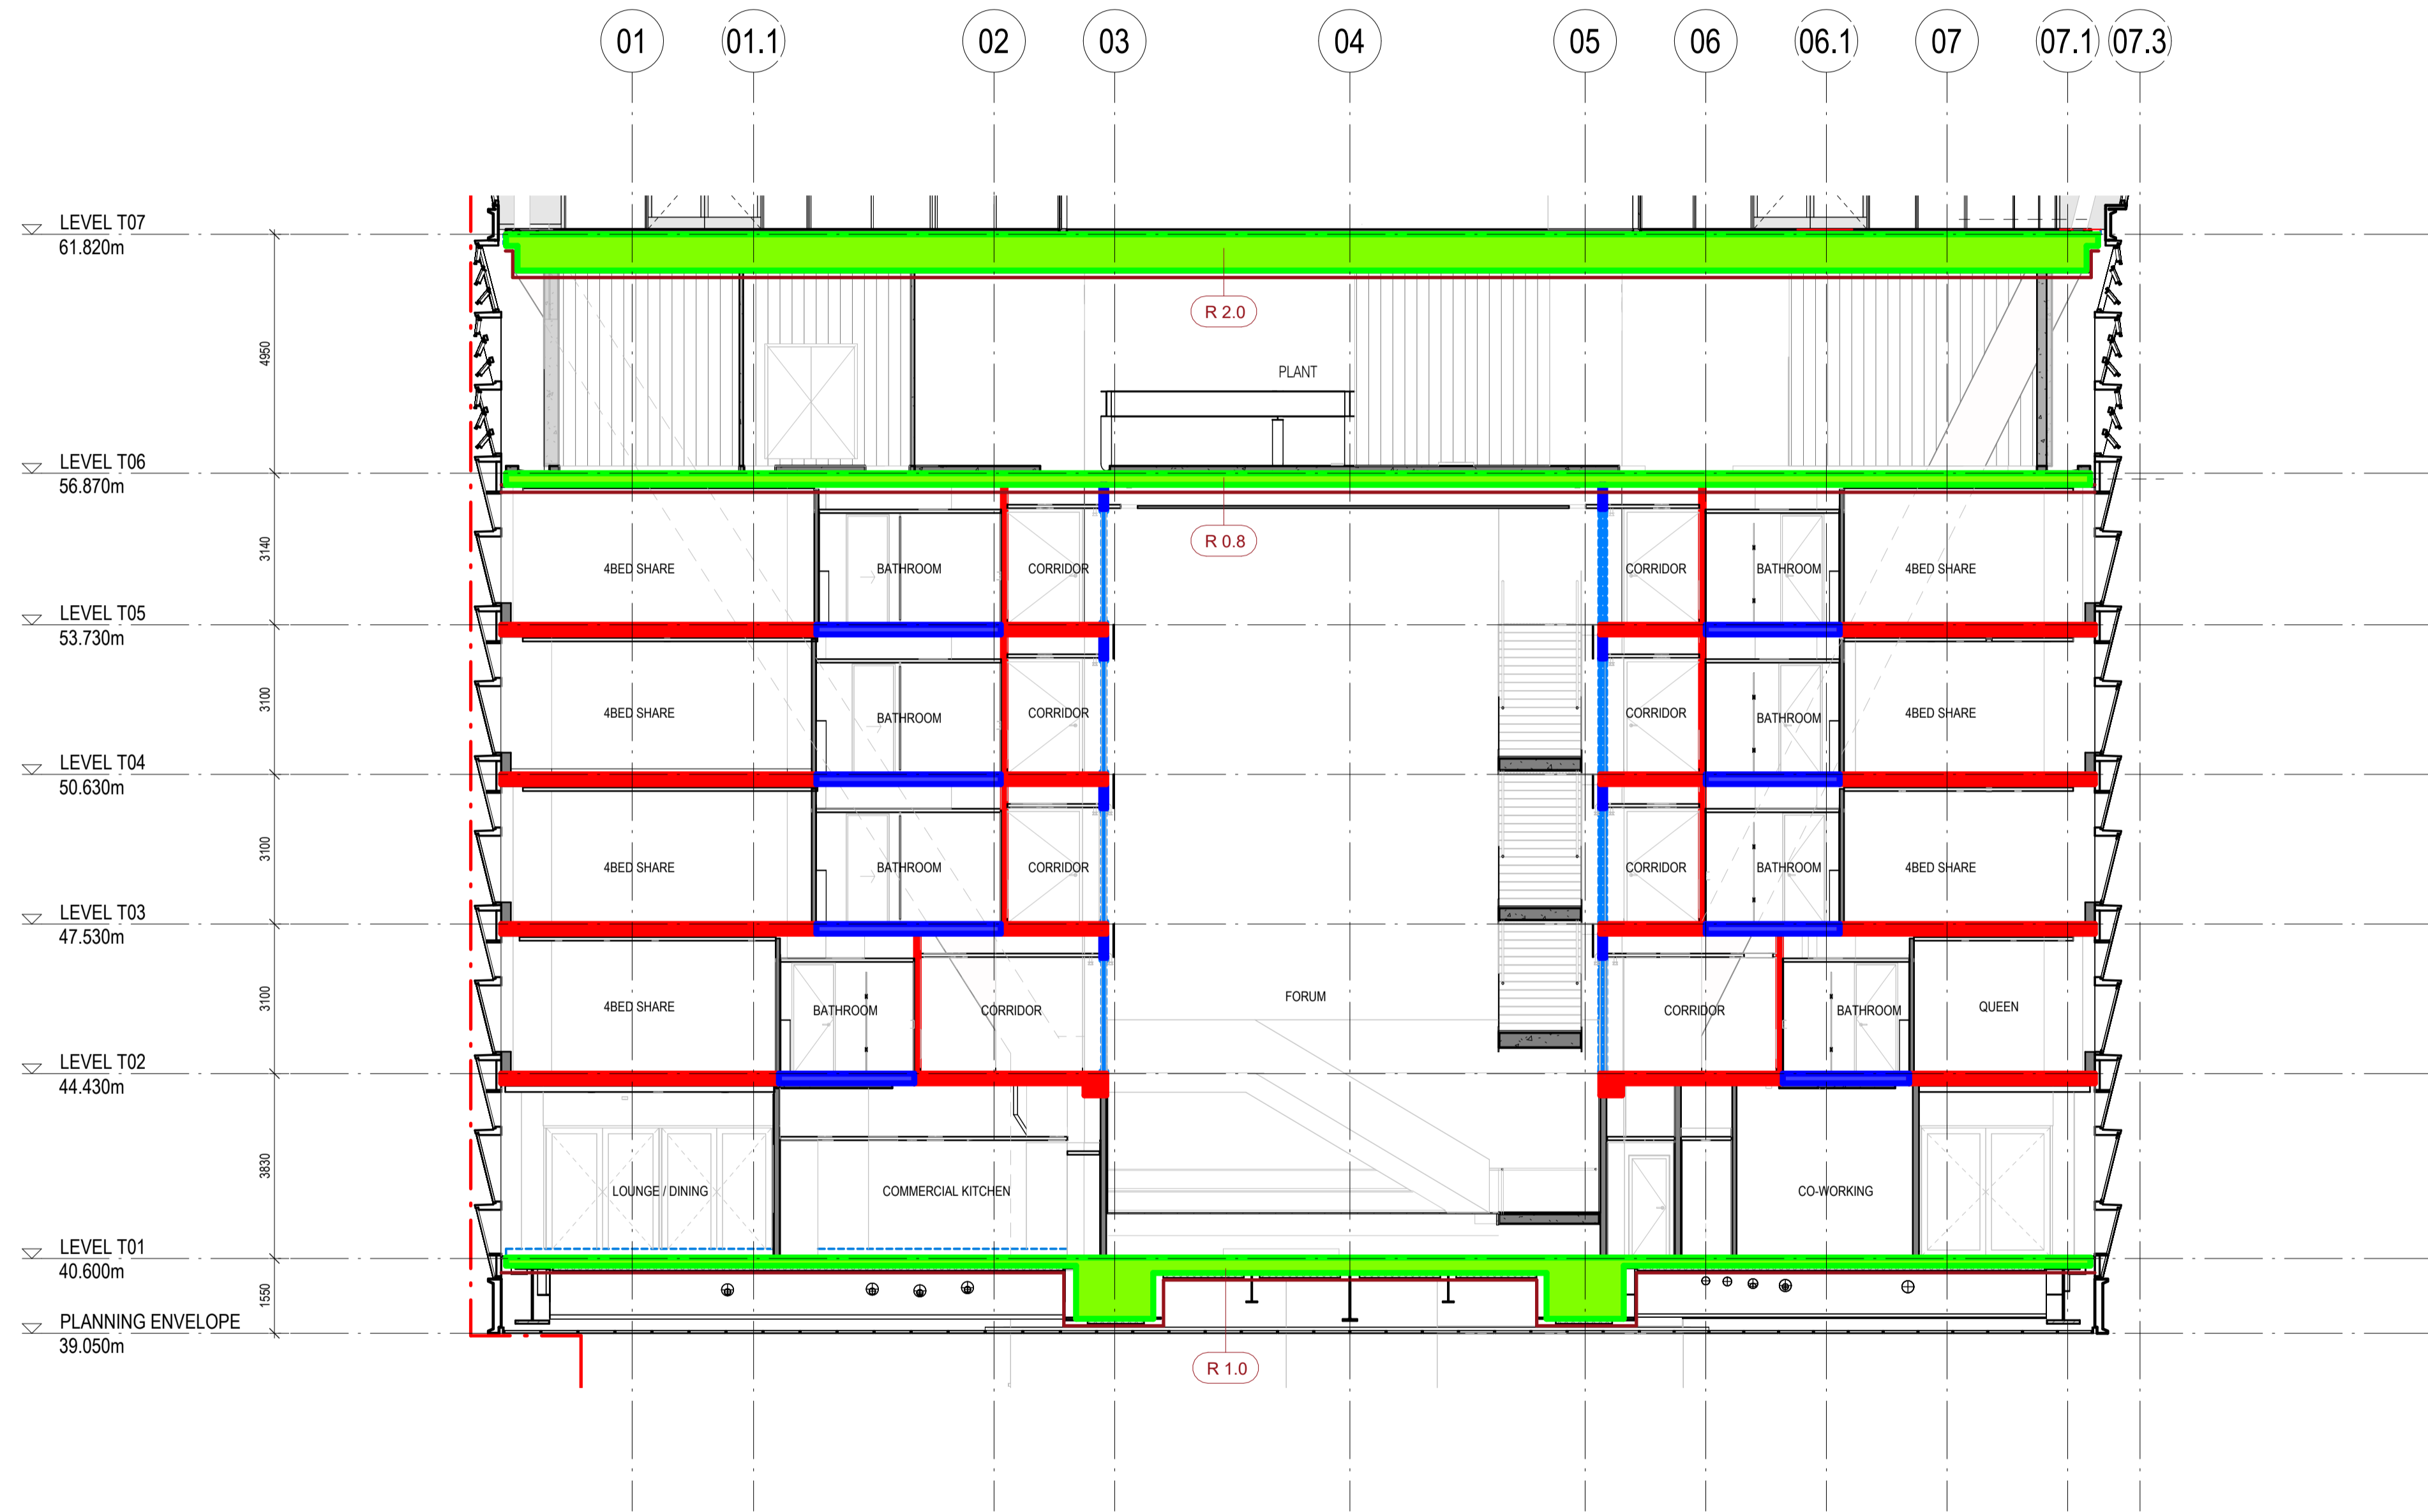 01 01.1 02 03 04 05 06 06.1 07 07.1 07.3
LEVEL T07
61.820m
R 2.0
4950
PLANT
LEVEL T06
56.870m
R 0.8
3140
4BED SHARE BATHROOM CORRIDOR CORRIDOR BATHROOM 4BED SHARE
LEVEL T05
53.730m
3100
4BED SHARE BATHROOM CORRIDOR CORRIDOR BATHROOM 4BED SHARE
LEVEL T04
50.630m
3100
4BED SHARE BATHROOM CORRIDOR CORRIDOR BATHROOM 4BED SHARE
LEVEL T03
47.530m
3100
FORUM
4BED SHARE BATHROOM CORRIDOR CORRIDOR BATHROOM QUEEN
LEVEL T02
44.430m
3830
LOUNGE / DINING COMMERCIAL KITCHEN CO-WORKING
LEVEL T01
40.600m
1550
PLANNING ENVELOPE
39.050m
R 1.0